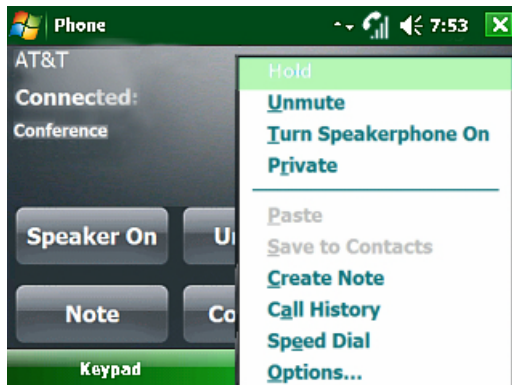 Phone 7:53
AT&T
Connected:
Conference
Hold
Unmute
Turn Speakerphone On
Private
Paste
Save to Contacts
Create Note
Call History
Speed Dial
Options...
Speaker On
Note
Keypad